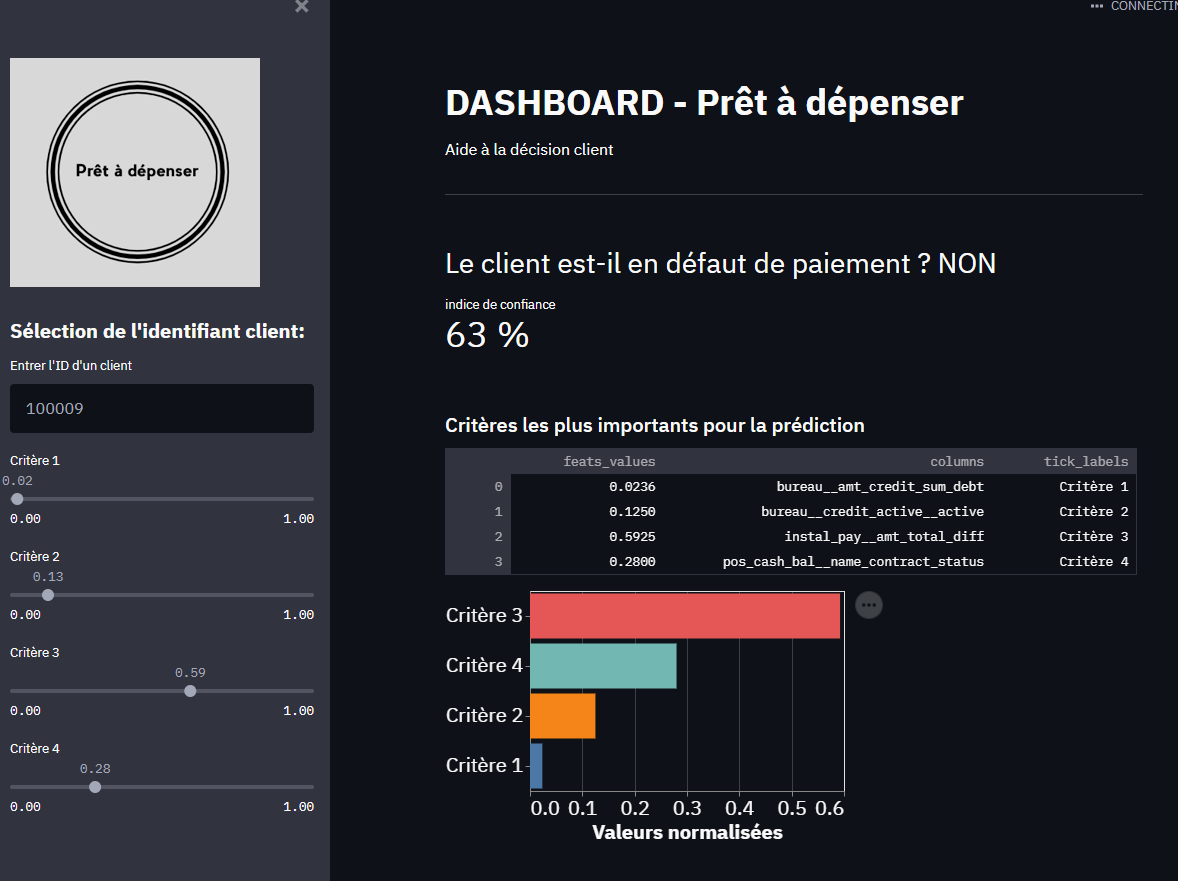 CONNECTIN
Prêt à dépenser
Sélection de l'identifiant client:
Entrer l'ID d'un client
100009
Critère 1
0.02
0.00 1.00
Critère 2
0.13
0.00 1.00
Critère 3
0.59
0.00 1.00
Critère 4
0.28
0.00 1.00
DASHBOARD - Prêt à dépenser
Aide à la décision client
Le client est-il en défaut de paiement ? NON
indice de confiance
63 %
Critères les plus importants pour la prédiction
feats_values columns tick_labels
0 0.0236 bureau__amt_credit_sum_debt Critère 1
1 0.1250 bureau__credit_active__active Critère 2
2 0.5925 instal_pay__amt_total_diff Critère 3
3 0.2800 pos_cash_bal__name_contract_status Critère 4
Critère 3
Critère 4
Critère 2
Critère 1
0.0 0.1 0.2 0.3 0.4 0.5 0.6
Valeurs normalisées